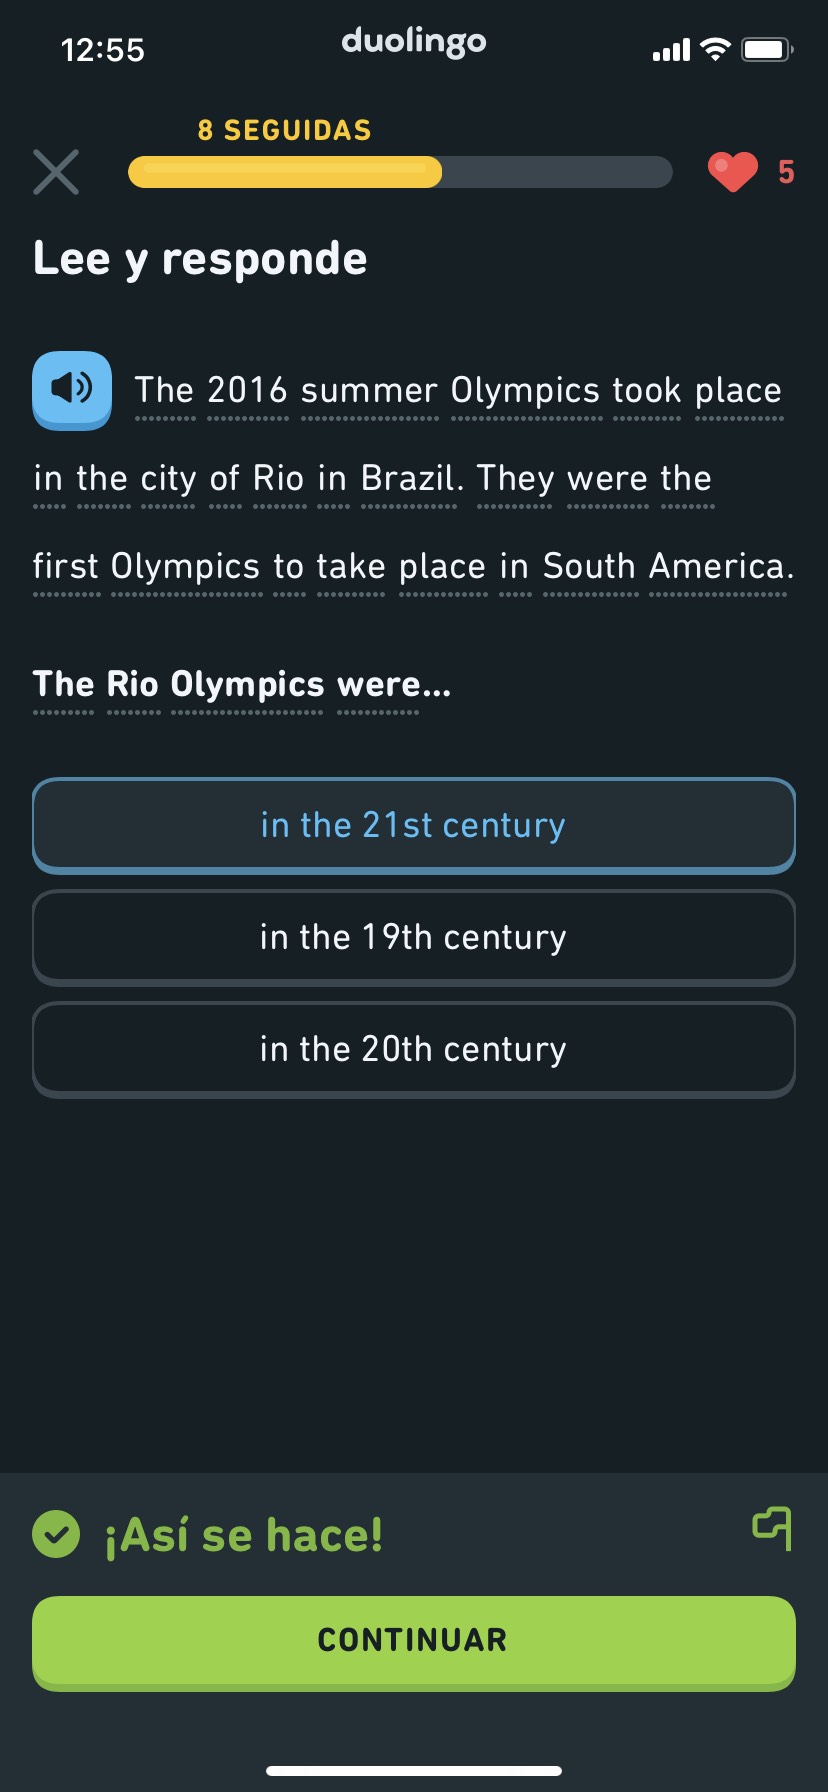 12:55
duolingo
8 SEGUIDAS
5
Lee y responde
The 2016 summer Olympics took place
in the city of Rio in Brazil. They were the
first Olympics to take place in South America.
The Rio Olympics were...
in the 21st century
in the 19th century
in the 20th century
¡Así se hace!
CONTINUAR